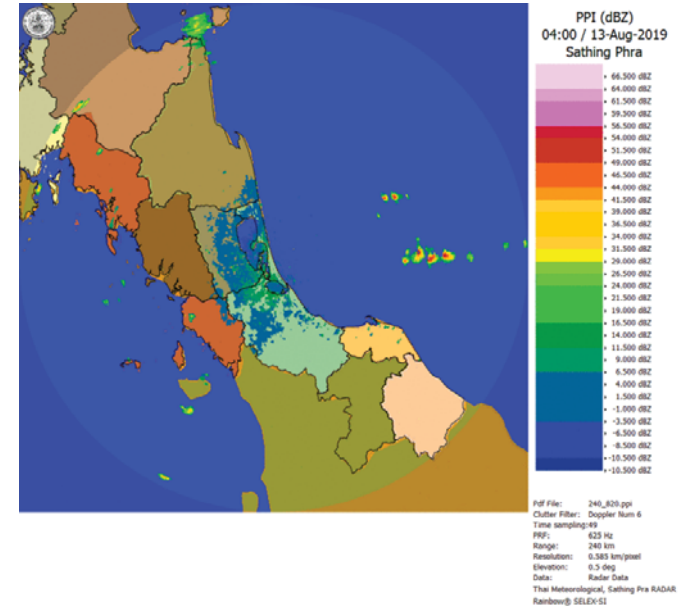 PPI (dBZ)
04:00 / 13-Aug-2019
Sathing Phra
66.500 dBZ
64.000 dBZ
61.500 dBZ
59.500 dBZ
56.500 dBZ
54.000 dBZ
51.500 dBZ
49.000 dBZ
46.500 dBZ
44.000 dBZ
41.500 dBZ
39.000 dBZ
36.500 dBZ
34.000 dBZ
31.500 dBZ
29.000 dBZ
26.500 dBZ
24.000 dBZ
21.500 dBZ
19.000 dBZ
16.500 dBZ
14.000 dBZ
11.500 dBZ
9.000 dBZ
6.500 dBZ
4.000 dBZ
1.500 dBZ
-1.000 dBZ
-3.500 dBZ
-6.500 dBZ
-8.500 dBZ
-10.500 dBZ
-10.500 dBZ
Pdf File: 240_820.ppi
Clutter Filter: Doppler Num 6
Time sampling:49
PRF: 625 Hz
Range: 240 km
Resolution: 0.585 km/pixel
Elevation: 0.5 deg
Data: Radar Data
Thai Meteorological, Sathing Pra RADAR
Rainbow® SELEX-SI